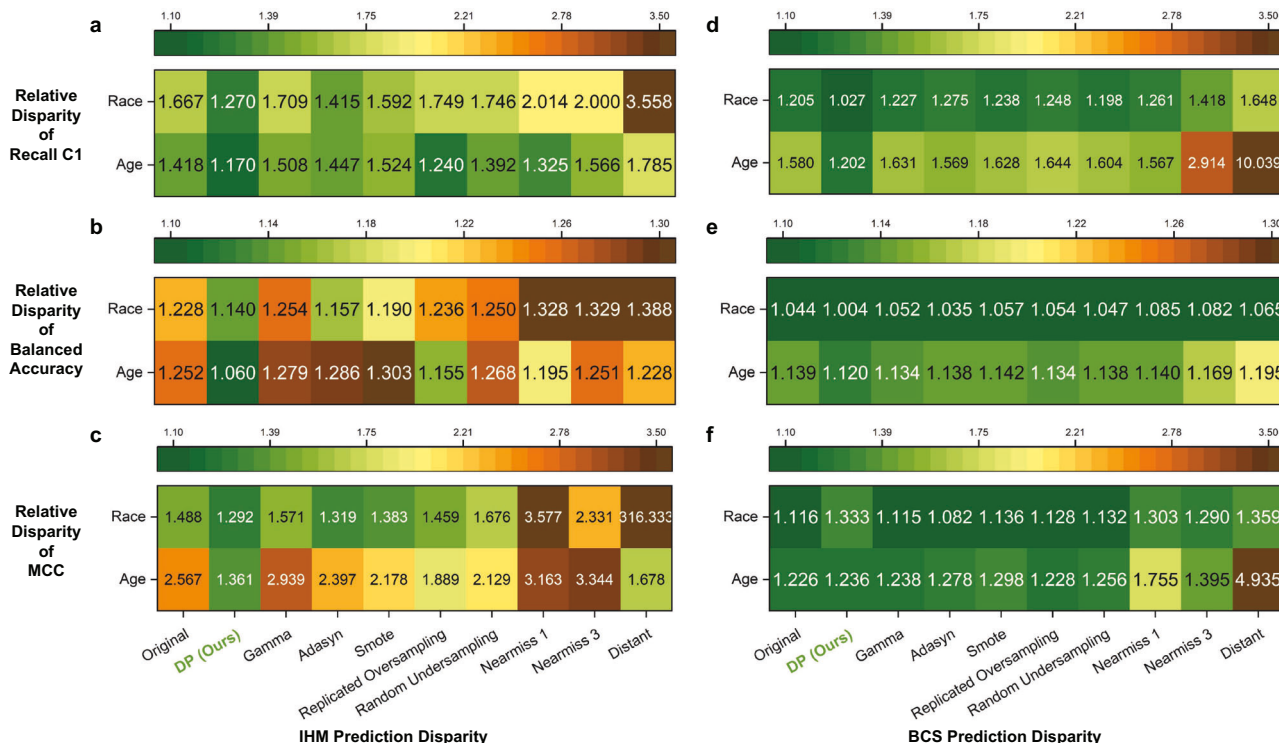 a
1.10 1.39 1.75 2.21 2.78 3.50
Relative
Disparity
of
Recall C1
Race 1.667 1.270 1.709 1.415 1.592 1.749 1.746 2.014 2.000 3.558
Age 1.418 1.170 1.508 1.447 1.524 1.240 1.392 1.325 1.566 1.785
b
1.10 1.14 1.18 1.22 1.26 1.30
Relative
Disparity
of
Balanced
Accuracy
Race 1.228 1.140 1.254 1.157 1.190 1.236 1.250 1.328 1.329 1.388
Age 1.252 1.060 1.279 1.286 1.303 1.155 1.268 1.195 1.251 1.228
c
1.10 1.39 1.75 2.21 2.78 3.50
Relative
Disparity
of
MCC
Race 1.488 1.292 1.571 1.319 1.383 1.459 1.676 3.577 2.331 316.333
Age 2.567 1.361 2.939 2.397 2.178 1.889 2.129 3.163 3.344 1.678
Original
DP (Ours)
Gamma
Adasyn
Smote
Replicated Oversampling
Random Undersampling
Nearmiss 1
Nearmiss 3
Distant
IHM Prediction Disparity
d
1.10 1.39 1.75 2.21 2.78 3.50
Race 1.205 1.027 1.227 1.275 1.238 1.248 1.198 1.261 1.418 1.648
Age 1.580 1.202 1.631 1.569 1.628 1.644 1.604 1.567 2.914 10.039
e
1.10 1.14 1.18 1.22 1.26 1.30
Race 1.044 1.004 1.052 1.035 1.057 1.054 1.047 1.085 1.082 1.065
Age 1.139 1.120 1.134 1.138 1.142 1.134 1.138 1.140 1.169 1.195
f
1.10 1.39 1.75 2.21 2.78 3.50
Race 1.116 1.333 1.115 1.082 1.136 1.128 1.132 1.303 1.290 1.359
Age 1.226 1.236 1.238 1.278 1.298 1.228 1.256 1.755 1.395 4.935
Original
DP (Ours)
Gamma
Adasyn
Smote
Replicated Oversampling
Random Undersampling
Nearmiss 1
Nearmiss 3
Distant
BCS Prediction Disparity